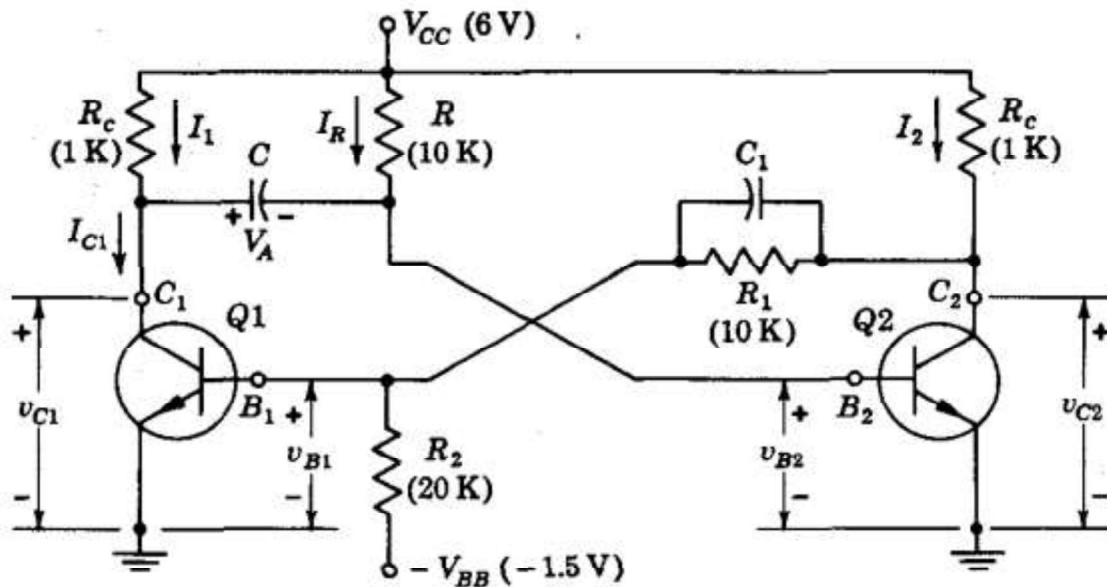 V_CC (6 V)
R_c
(1 K)
I_1
I_R
R
(10 K)
I_2
R_c
(1 K)
C
+ −
V_A
C_1
I_C1
R_1
(10 K)
C_1
Q1
C_2
Q2
+
v_C1
−
B_1
+
v_B1
−
R_2
(20 K)
B_2
+
v_B2
−
+
v_C2
−
− V_BB (− 1.5 V)